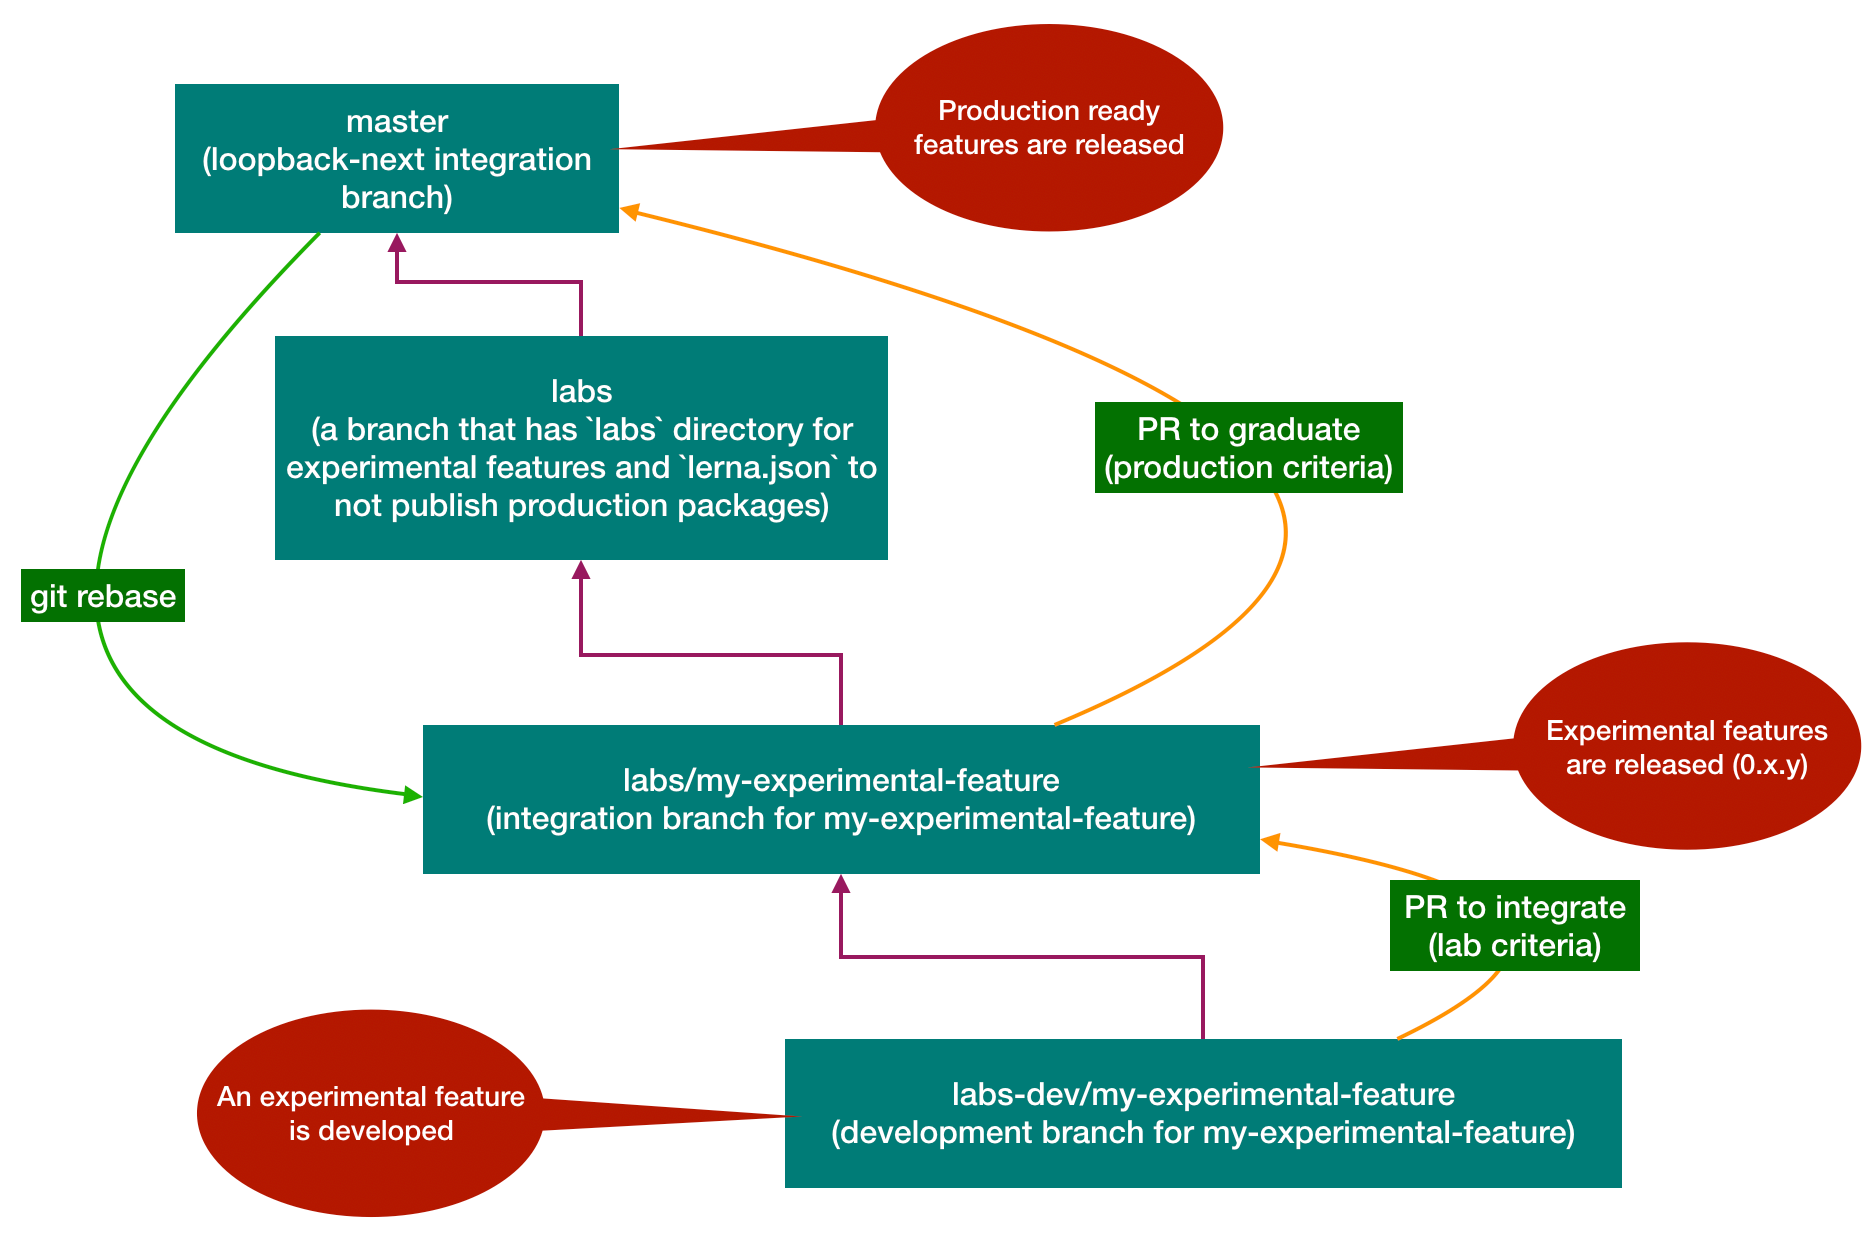 Production ready
features are released
master
(loopback-next integration
branch)
labs
(a branch that has `labs` directory for
experimental features and `lerna.json` to
not publish production packages)
PR to graduate
(production criteria)
git rebase
Experimental features
are released (0.x.y)
labs/my-experimental-feature
(integration branch for my-experimental-feature)
PR to integrate
(lab criteria)
An experimental feature
is developed
labs-dev/my-experimental-feature
(development branch for my-experimental-feature)